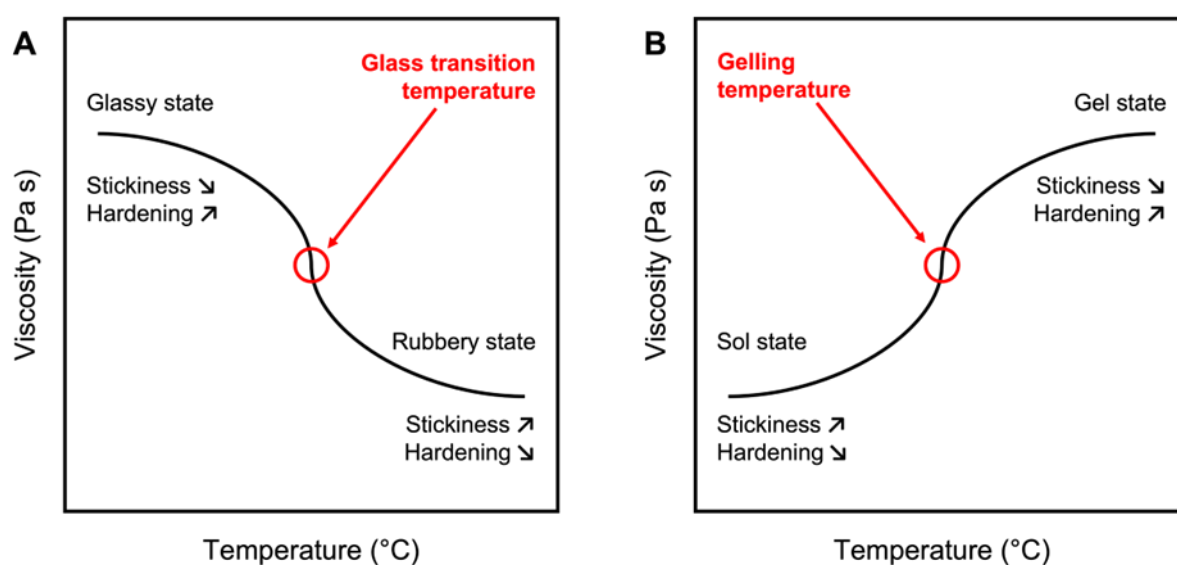 A
Glass transition
temperature
Glassy state
Stickiness ↘
Hardening ↗
Rubbery state
Stickiness ↗
Hardening ↘
Viscosity (Pa s)
Temperature (°C)
B
Gelling
temperature
Gel state
Stickiness ↘
Hardening ↗
Sol state
Stickiness ↗
Hardening ↘
Viscosity (Pa s)
Temperature (°C)